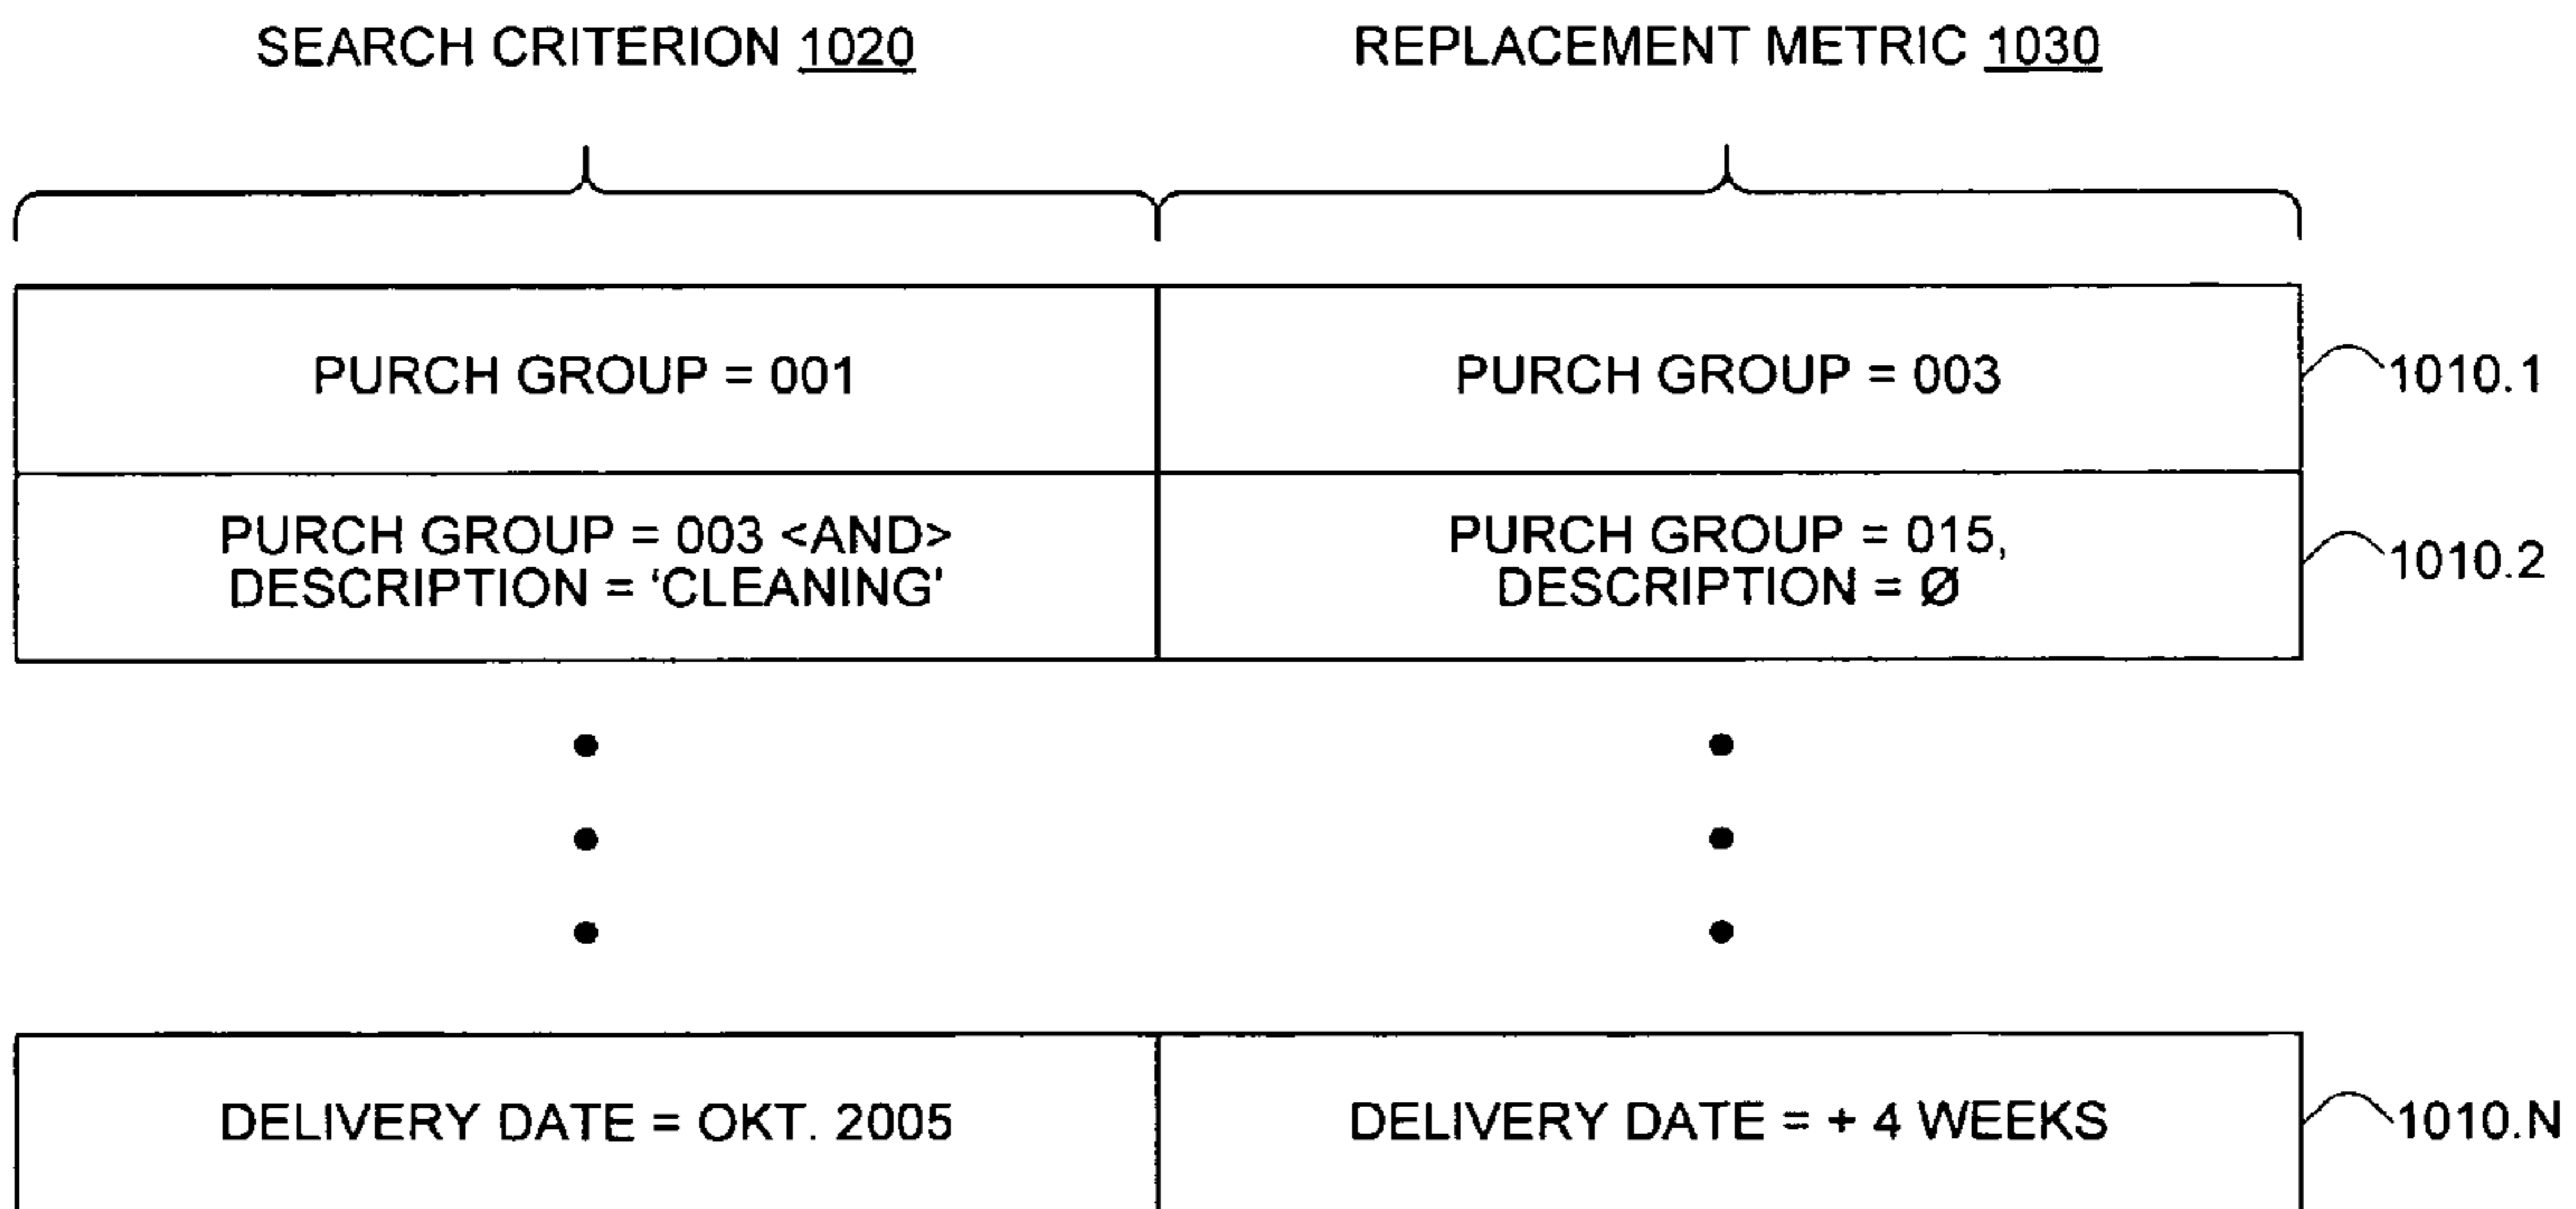 SEARCH CRITERION 1020
REPLACEMENT METRIC 1030
PURCH GROUP = 001
PURCH GROUP = 003
1010.1
PURCH GROUP = 003 <AND>
DESCRIPTION = ‘CLEANING’
PURCH GROUP = 015,
DESCRIPTION = Ø
1010.2
DELIVERY DATE = OKT. 2005
DELIVERY DATE = + 4 WEEKS
1010.N